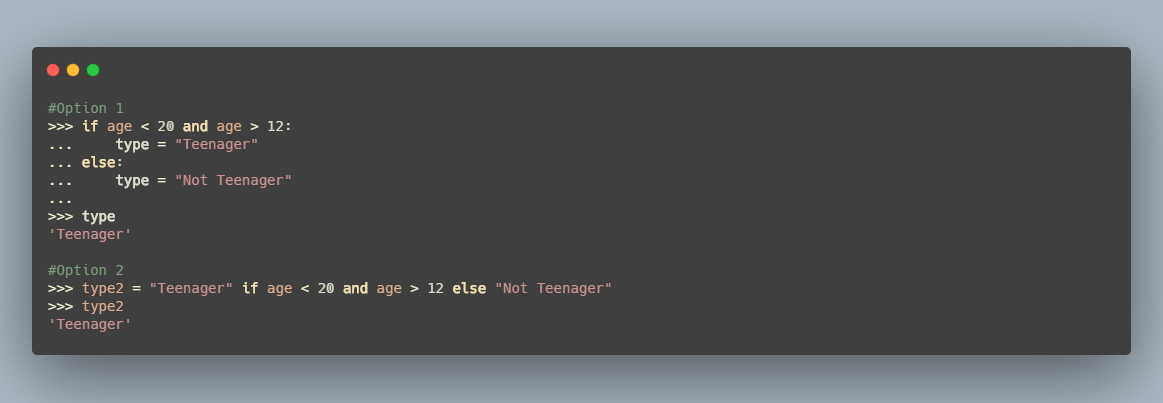 #Option 1
>>> if age < 20 and age > 12:
...     type = "Teenager"
... else:
...     type = "Not Teenager"
...
>>> type
'Teenager'
#Option 2
>>> type2 = "Teenager" if age < 20 and age > 12 else "Not Teenager"
>>> type2
'Teenager'